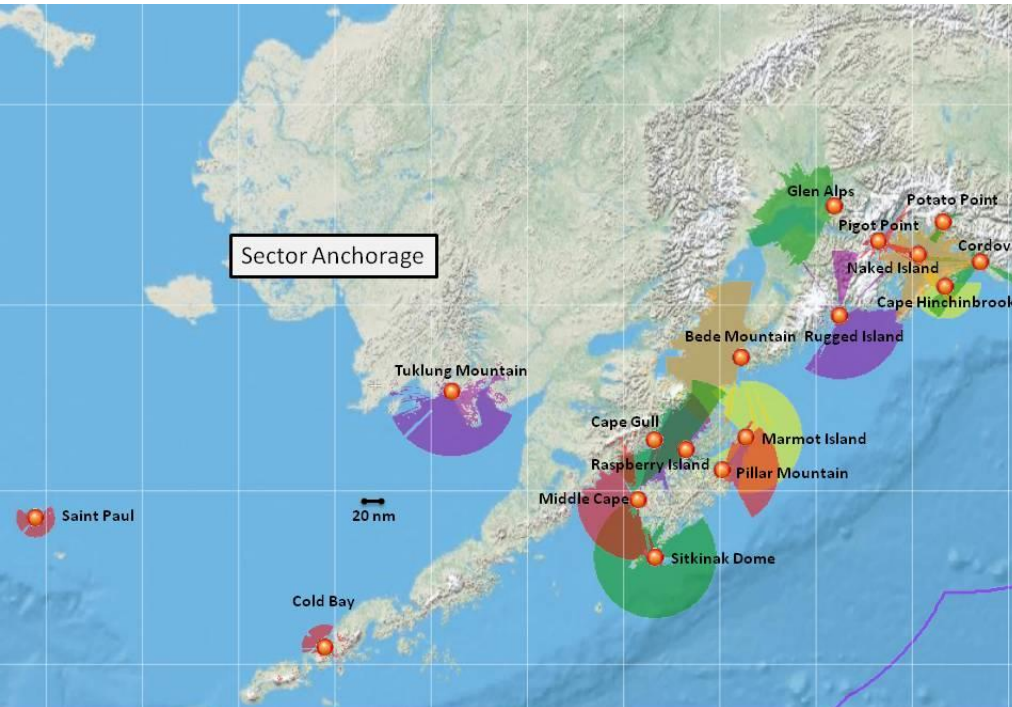 Glen Alps
Potato Point
Pigot Point
Cordov
Sector Anchorage
Naked Island
Cape Hinchinbrook
Bede Mountain
Rugged Island
Tuklung Mountain
Cape Gull
Marmot Island
Raspberry Island
Pillar Mountain
Middle Cape
20 nm
Saint Paul
Sitkinak Dome
Cold Bay